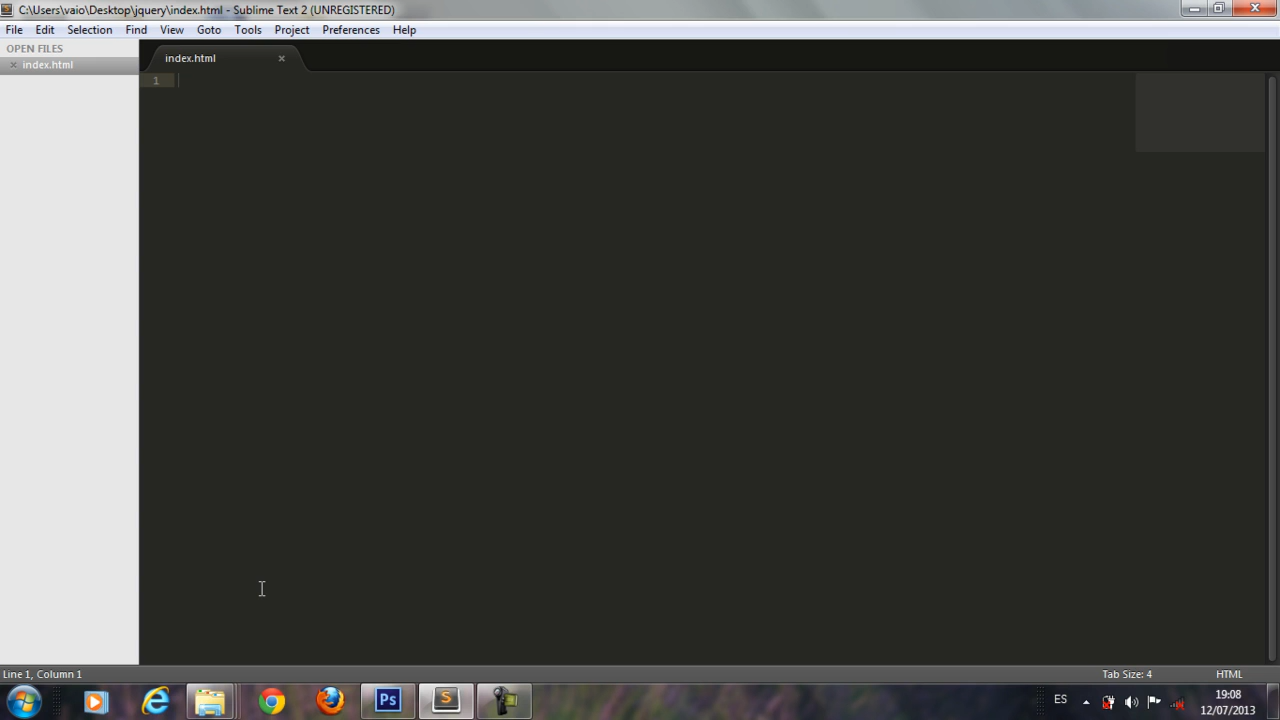 C:\Users\vaio\Desktop\jquery\index.html - Sublime Text 2 (UNREGISTERED)
File Edit Selection Find View Goto Tools Project Preferences Help
OPEN FILES
index.html
index.html
1
Line 1, Column 1
Tab Size: 4
HTML
Ps
S
ES
19:08
12/07/2013